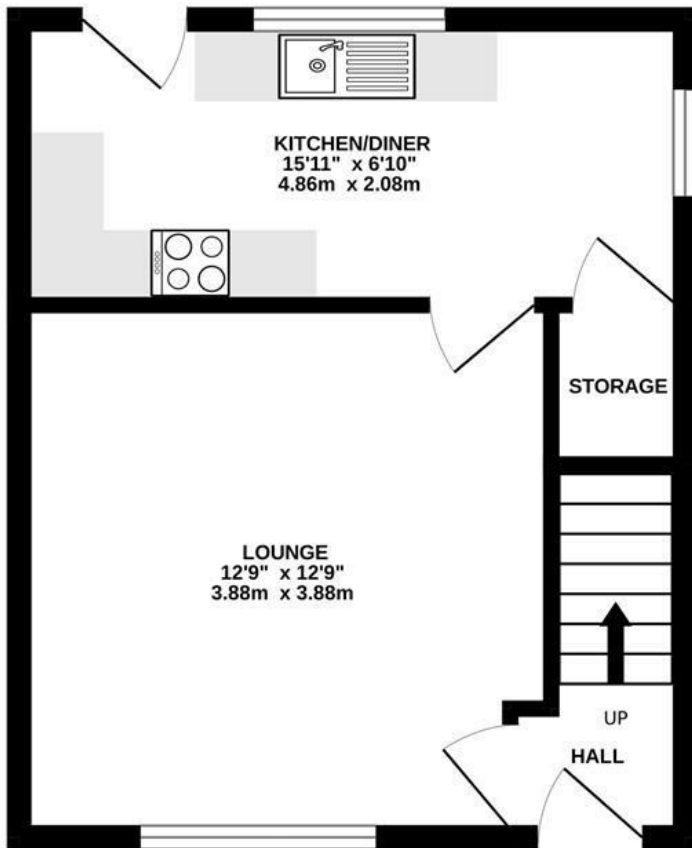 KITCHEN/DINER
15'11" x 6'10"
4.86m x 2.08m
STORAGE
LOUNGE
12'9" x 12'9"
3.88m x 3.88m
UP
HALL